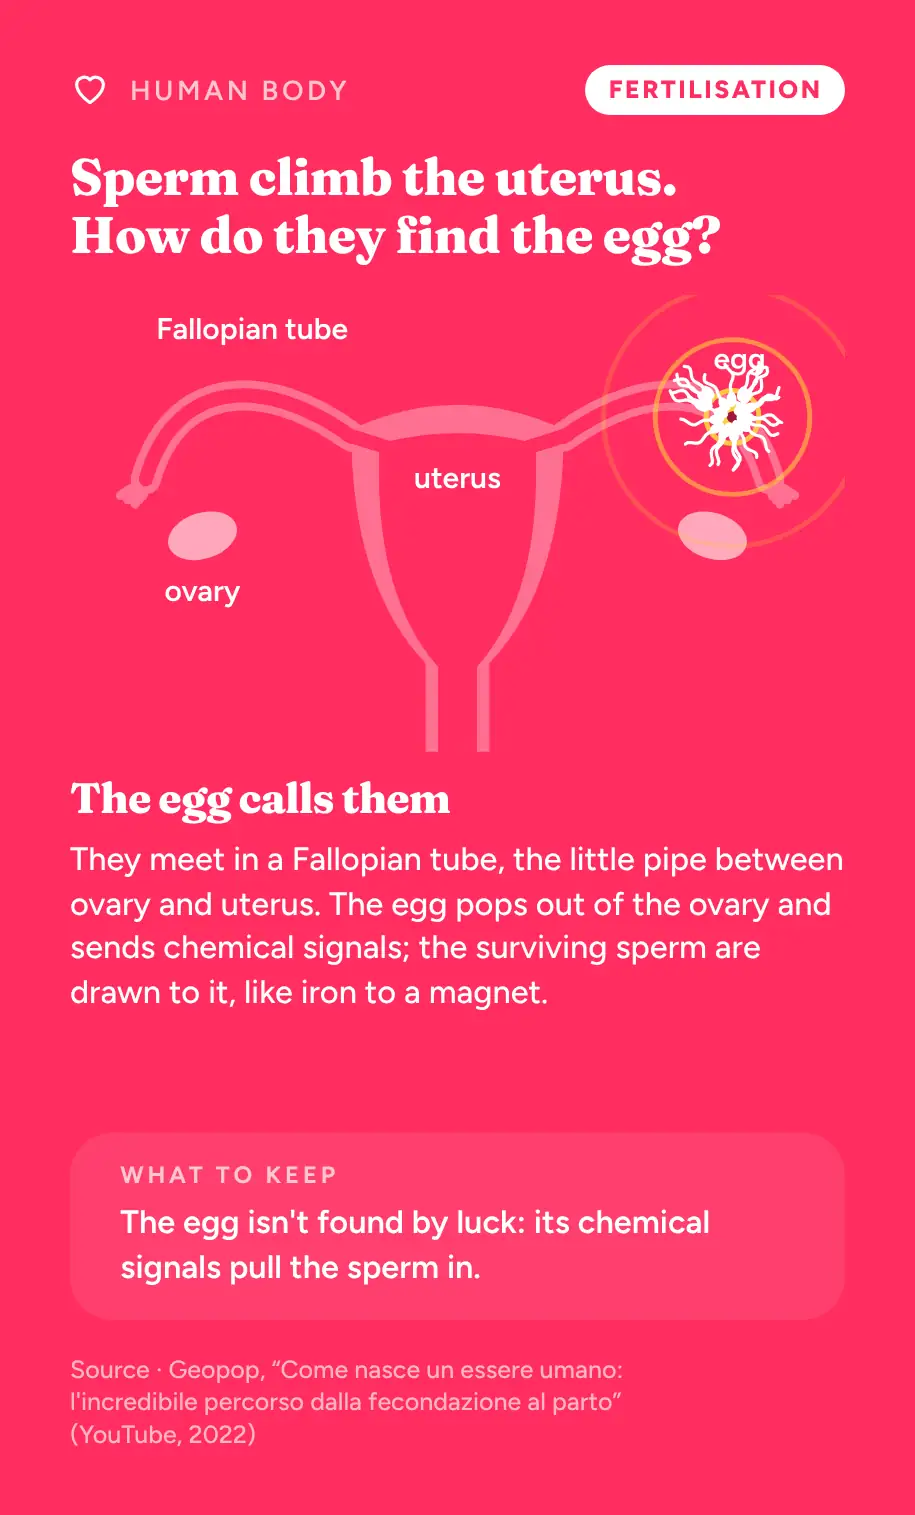 HUMAN BODY
FERTILISATION
Sperm climb the uterus.
How do they find the egg?
Fallopian tube
egg
uterus
ovary
The egg calls them
They meet in a Fallopian tube, the little pipe between
ovary and uterus. The egg pops out of the ovary and
sends chemical signals; the surviving sperm are
drawn to it, like iron to a magnet.
WHAT TO KEEP
The egg isn't found by luck: its chemical
signals pull the sperm in.
Source · Geopop, “Come nasce un essere umano:
l'incredibile percorso dalla fecondazione al parto”
(YouTube, 2022)